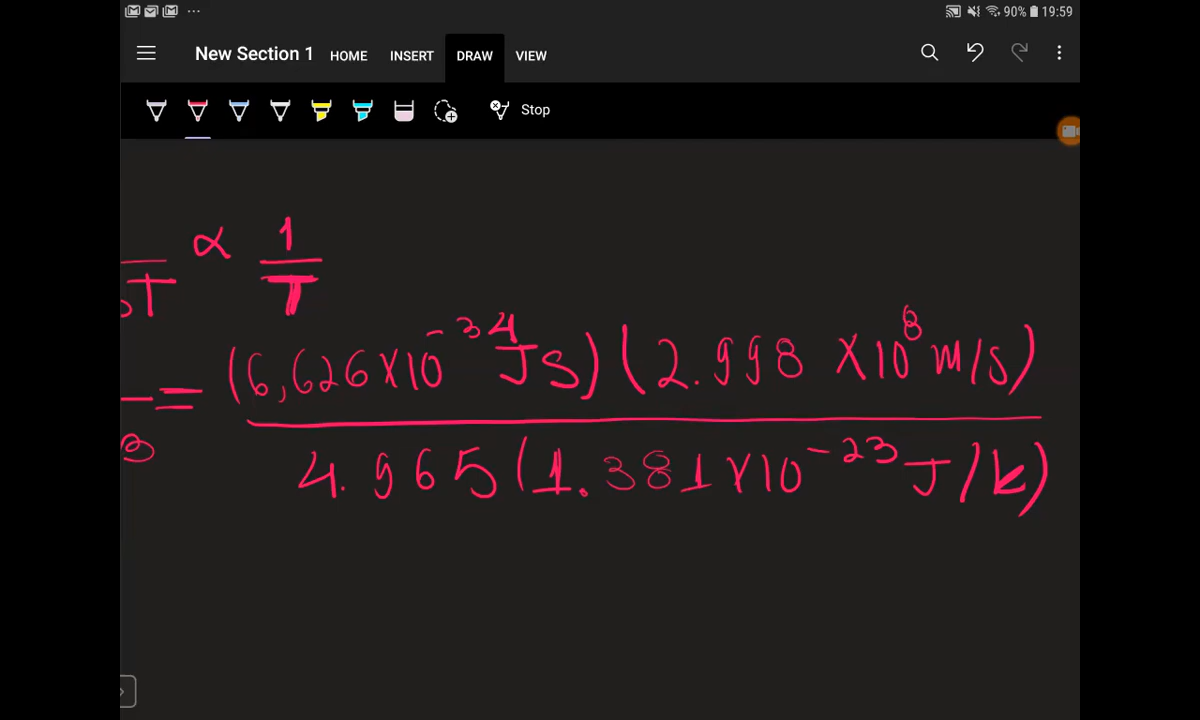 90% 19:59
New Section 1 HOME INSERT DRAW VIEW
Stop
T ∝ 1/T
= (6,626×10⁻³⁴ JS) (2.998 ×10⁸ m/s)
4.965 (1.381×10⁻²³ J/k)